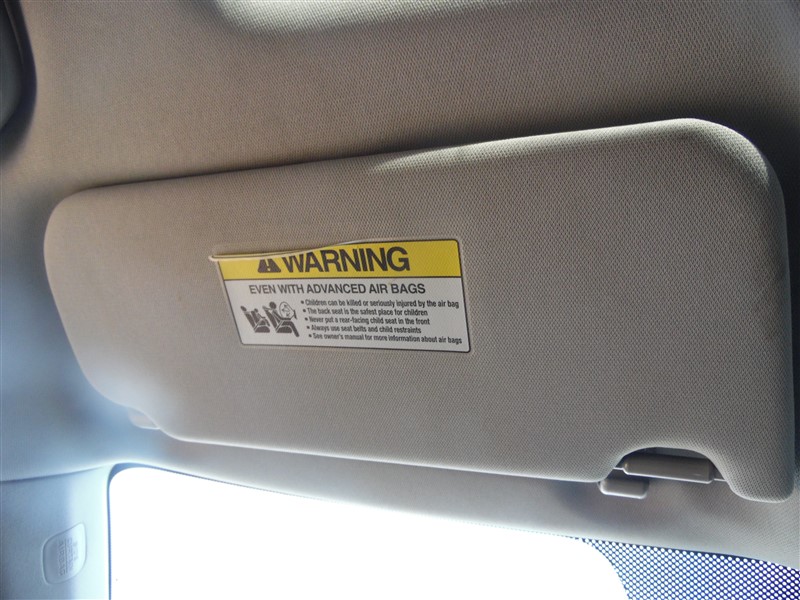 WARNING
EVEN WITH ADVANCED AIR BAGS
• Children can be killed or seriously injured by the air bag
• The back seat is the safest place for children
• Never put a rear-facing child seat in the front
• Always use seat belts and child restraints
• See owner's manual for more information about air bags